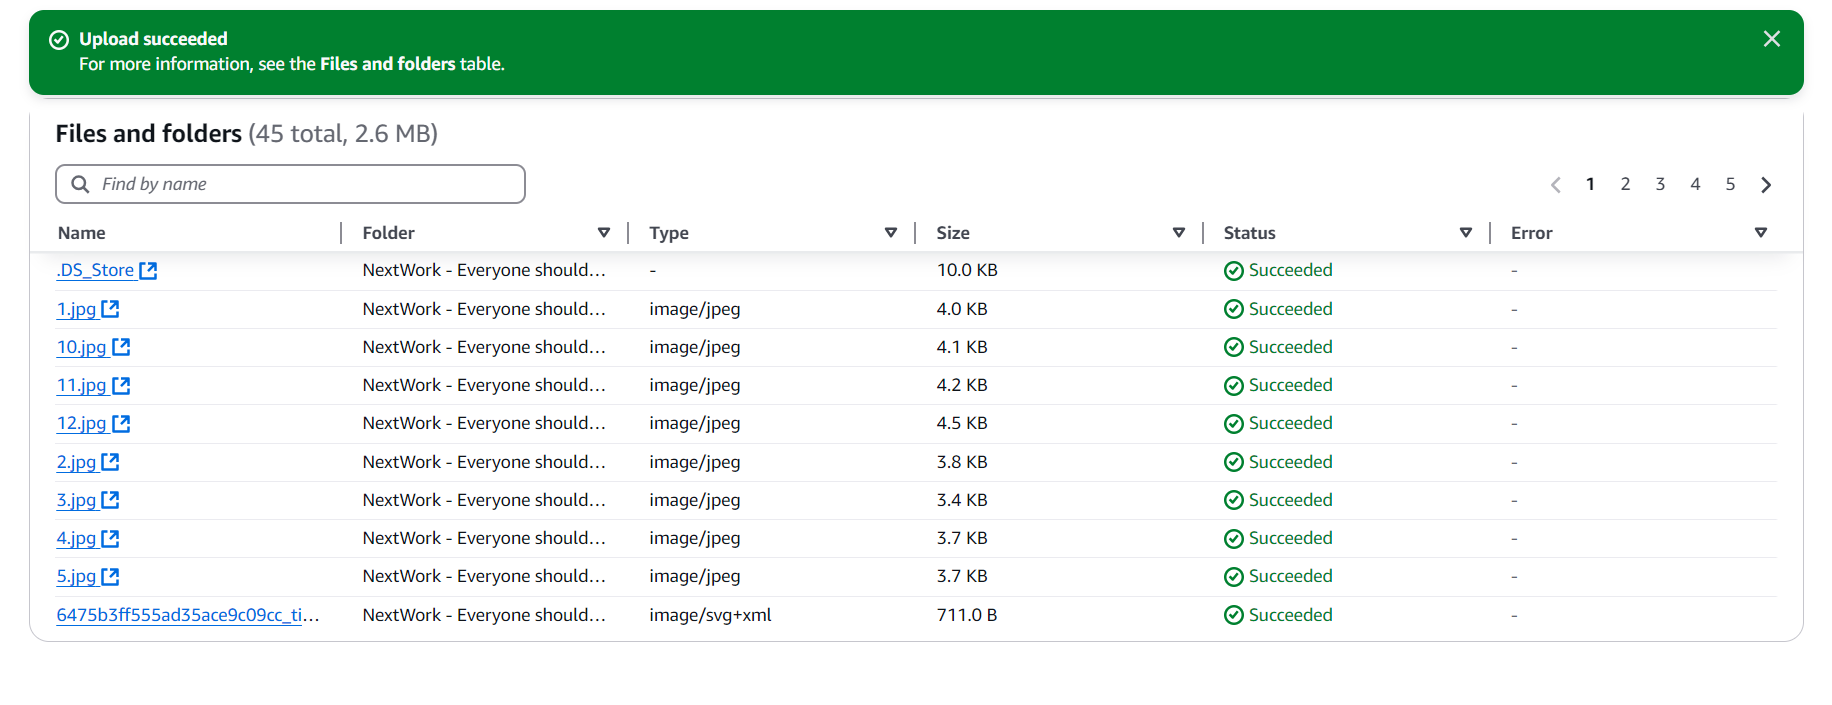 Upload succeeded
For more information, see the Files and folders table.
Files and folders (45 total, 2.6 MB)
Find by name
1 2 3 4 5
Name Folder Type Size Status Error
.DS_Store NextWork - Everyone should... - 10.0 KB Succeeded -
1.jpg NextWork - Everyone should... image/jpeg 4.0 KB Succeeded -
10.jpg NextWork - Everyone should... image/jpeg 4.1 KB Succeeded -
11.jpg NextWork - Everyone should... image/jpeg 4.2 KB Succeeded -
12.jpg NextWork - Everyone should... image/jpeg 4.5 KB Succeeded -
2.jpg NextWork - Everyone should... image/jpeg 3.8 KB Succeeded -
3.jpg NextWork - Everyone should... image/jpeg 3.4 KB Succeeded -
4.jpg NextWork - Everyone should... image/jpeg 3.7 KB Succeeded -
5.jpg NextWork - Everyone should... image/jpeg 3.7 KB Succeeded -
6475b3ff555ad35ace9c09cc_ti... NextWork - Everyone should... image/svg+xml 711.0 B Succeeded -